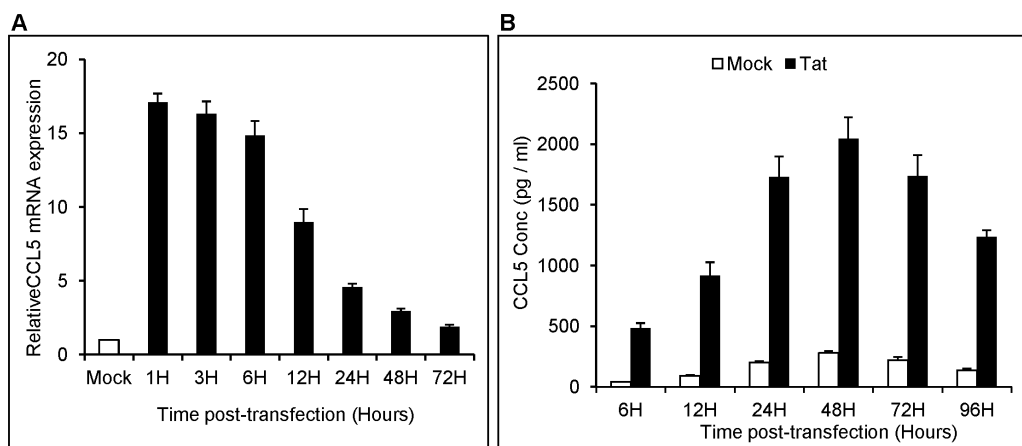 A
20
15
10
5
0
RelativeCCL5 mRNA expression
Mock 1H 3H 6H 12H 24H 48H 72H
Time post-transfection (Hours)
B
Mock Tat
2500
2000
1500
1000
500
0
CCL5 Conc (pg / ml)
6H 12H 24H 48H 72H 96H
Time post-transfection (Hours)